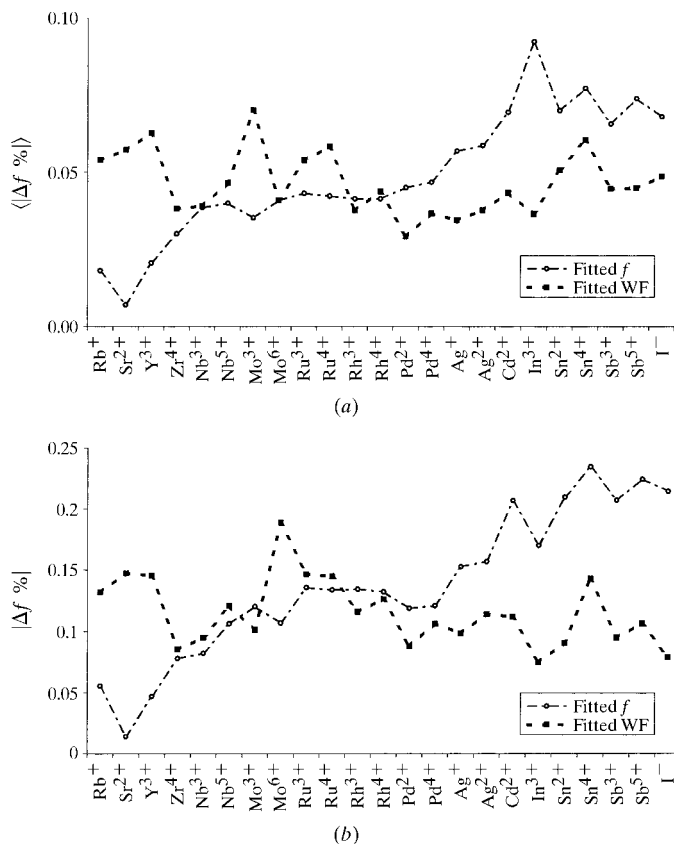 0.10
⟨|Δf %|⟩
0.05
0.00
Fitted f
Fitted WF
Rb+ Sr2+ Y3+ Zr4+ Nb3+ Nb5+ Mo3+ Mo6+ Ru3+ Ru4+ Rh3+ Rh4+ Pd2+ Pd4+ Ag+ Ag2+ Cd2+ In3+ Sn2+ Sn4+ Sb3+ Sb5+ I−
(a)
0.25
0.2
|Δf %|
0.15
0.1
0.05
0
Fitted f
Fitted WF
Rb+ Sr2+ Y3+ Zr4+ Nb3+ Nb5+ Mo3+ Mo6+ Ru3+ Ru4+ Rh3+ Rh4+ Pd2+ Pd4+ Ag+ Ag2+ Cd2+ In3+ Sn2+ Sn4+ Sb3+ Sb5+ I−
(b)